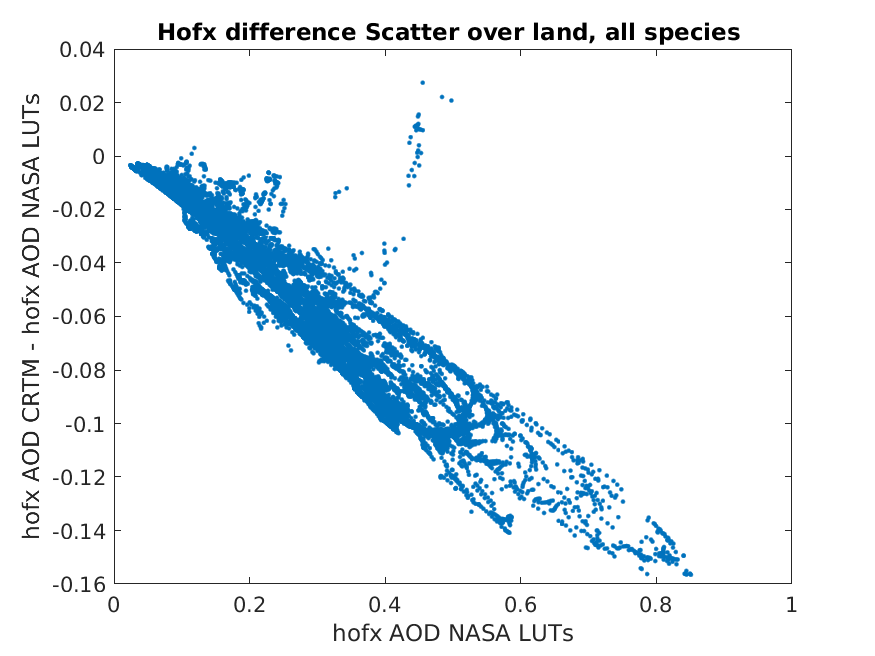 Hofx difference Scatter over land, all species
0.04
0.02
0
-0.02
-0.04
-0.06
-0.08
-0.1
-0.12
-0.14
-0.16
hofx AOD CRTM - hofx AOD NASA LUTs
0 0.2 0.4 0.6 0.8 1
hofx AOD NASA LUTs